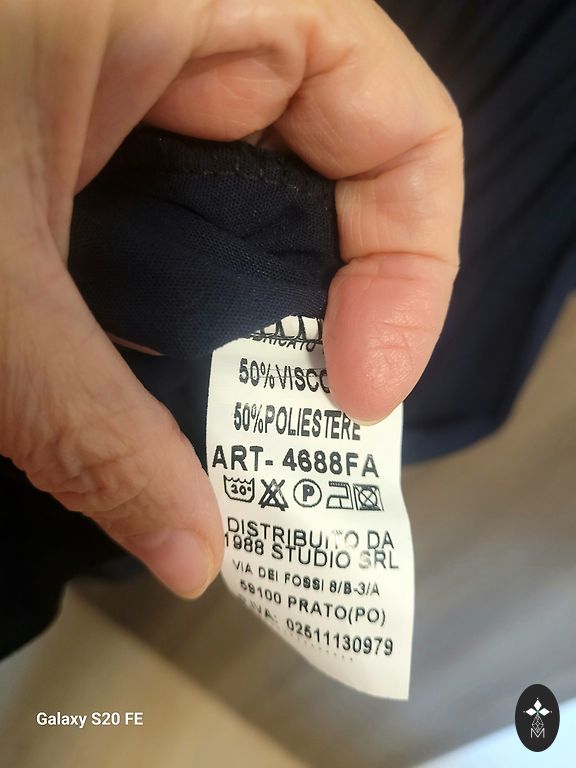 50%VISCO
50%POLIESTERE
ART- 4688FA
30° P
DISTRIBUITO DA
1988 STUDIO SRL
VIA DEI FOSSI 8/B-3/A
59100 PRATO(PO)
IVA: 02511130979
Galaxy S20 FE
M